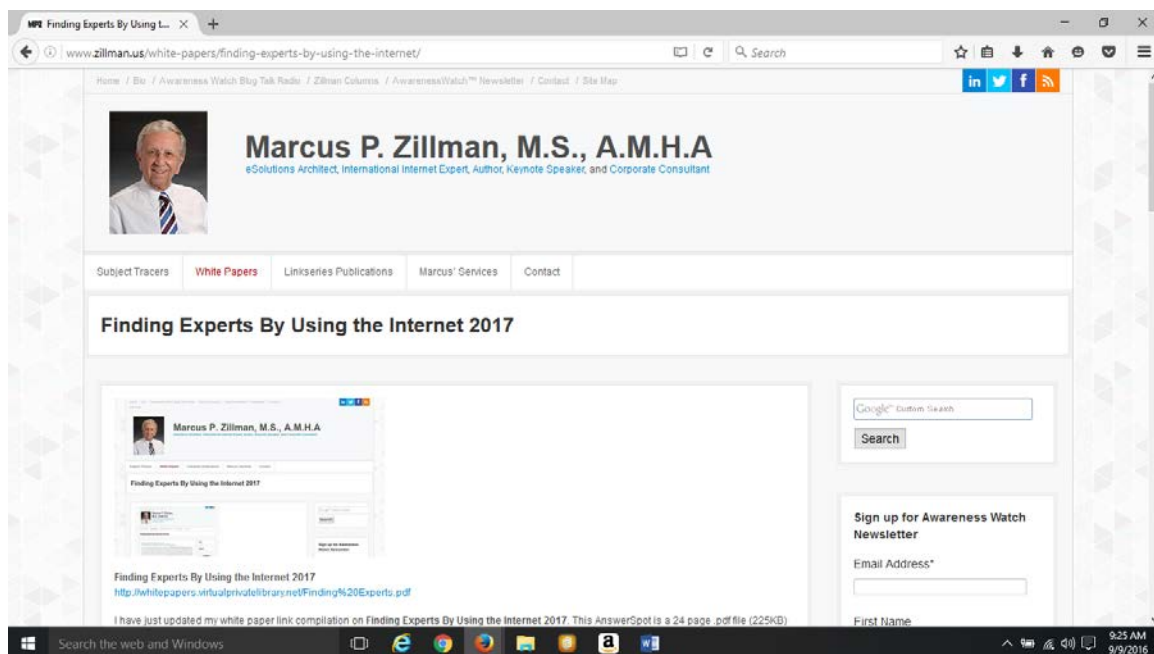 Finding Experts By Using t...
www.zillman.us/white-papers/finding-experts-by-using-the-internet/
Search
Home / Bio / Awareness Watch Blog Talk Radio / Zillman Columns / AwarenessWatch™ Newsletter / Contact / Site Map
Marcus P. Zillman, M.S., A.M.H.A
eSolutions Architect, International Internet Expert, Author, Keynote Speaker, and Corporate Consultant
Subject Tracers White Papers Linkseries Publications Marcus' Services Contact
Finding Experts By Using the Internet 2017
Marcus P. Zillman, M.S., A.M.H.A
Finding Experts By Using the Internet 2017
Finding Experts By Using the Internet 2017
http://whitepapers.virtualprivatelibrary.net/Finding%20Experts.pdf
I have just updated my white paper link compilation on Finding Experts By Using the Internet 2017. This AnswerSpot is a 24 page .pdf file (225KB)
Google™ Custom Search
Search
Sign up for Awareness Watch
Newsletter
Email Address*
First Name
Search the web and Windows
9:25 AM
9/9/2016